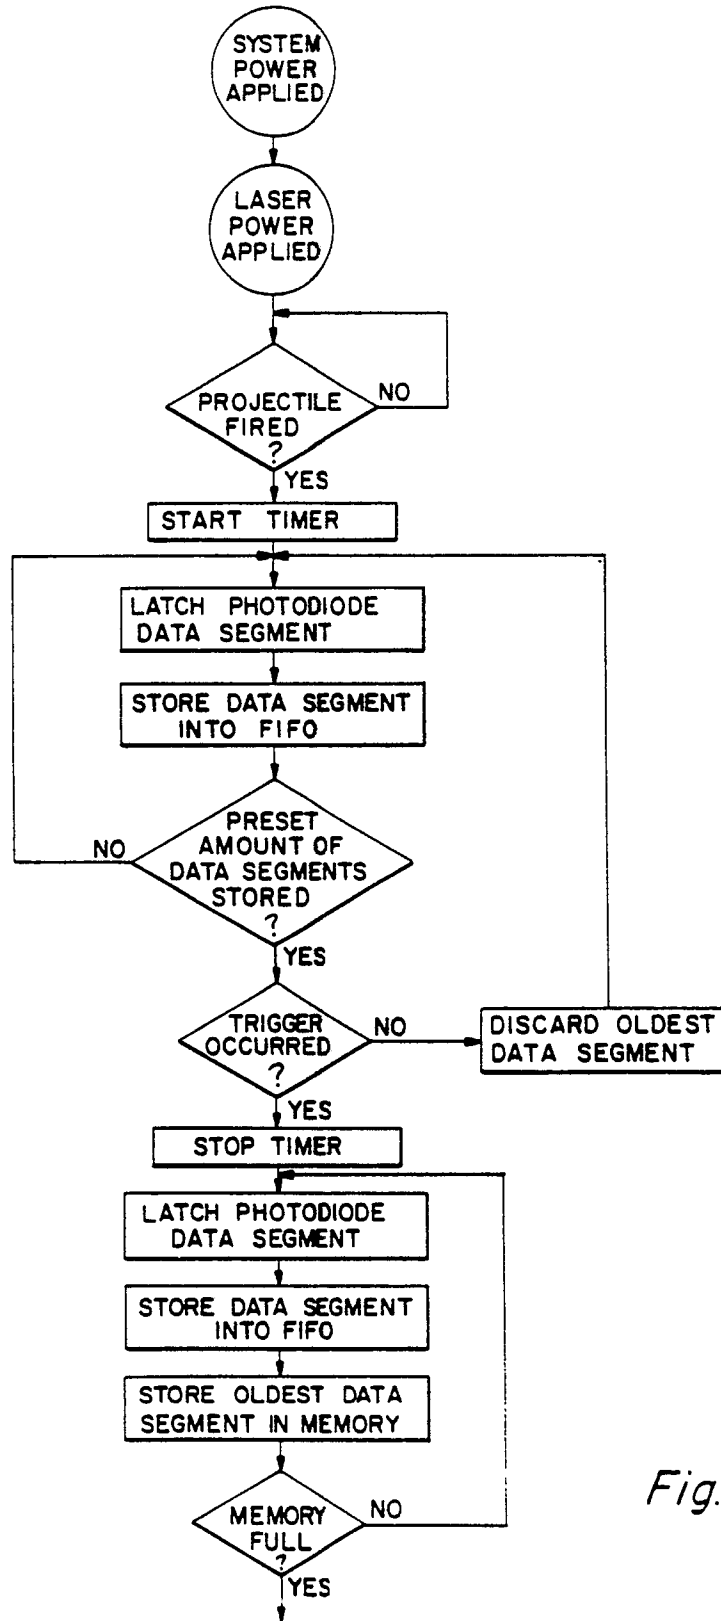 SYSTEM
POWER
APPLIED
LASER
POWER
APPLIED
PROJECTILE
FIRED
?
NO
YES
START TIMER
LATCH PHOTODIODE
DATA SEGMENT
STORE DATA SEGMENT
INTO FIFO
PRESET
AMOUNT OF
DATA SEGMENTS
STORED
?
NO
YES
TRIGGER
OCCURRED
?
NO
DISCARD OLDEST
DATA SEGMENT
YES
STOP TIMER
LATCH PHOTODIODE
DATA SEGMENT
STORE DATA SEGMENT
INTO FIFO
STORE OLDEST DATA
SEGMENT IN MEMORY
MEMORY
FULL
?
NO
YES
Fig.